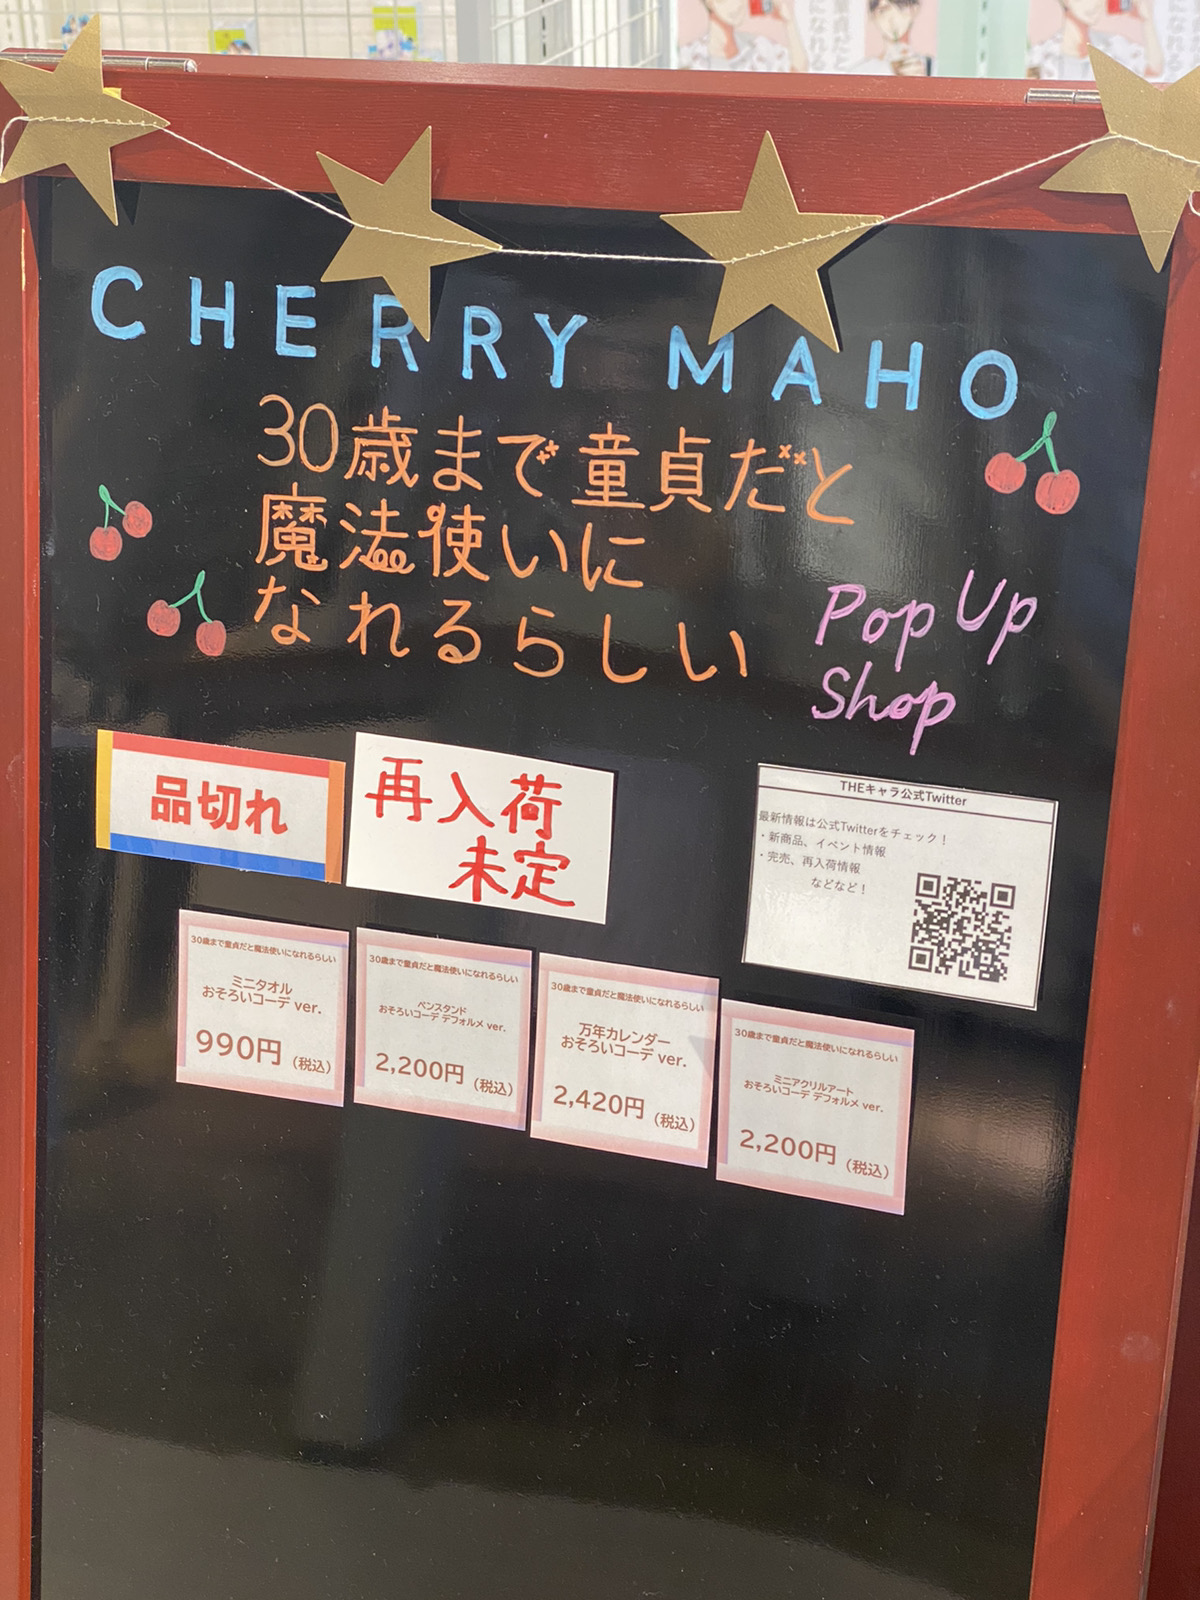 CHERRY MAHO
30歳まで童貞だと
魔法使いに
なれるらしい
Pop Up
Shop
品切れ
再入荷
未定
THEキャラ公式Twitter
最新情報は公式Twitterをチェック！
・新商品、イベント情報
・完売、再入荷情報
などなど！
30歳まで童貞だと魔法使いになれるらしい
ミニタオル
おそろいコーデ ver.
990円（税込）
30歳まで童貞だと魔法使いになれるらしい
ペンスタンド
おそろいコーデ デフォルメ ver.
2,200円（税込）
30歳まで童貞だと魔法使いになれるらしい
万年カレンダー
おそろいコーデ ver.
2,420円（税込）
30歳まで童貞だと魔法使いになれるらしい
ミニアクリルアート
おそろいコーデ デフォルメ ver.
2,200円（税込）